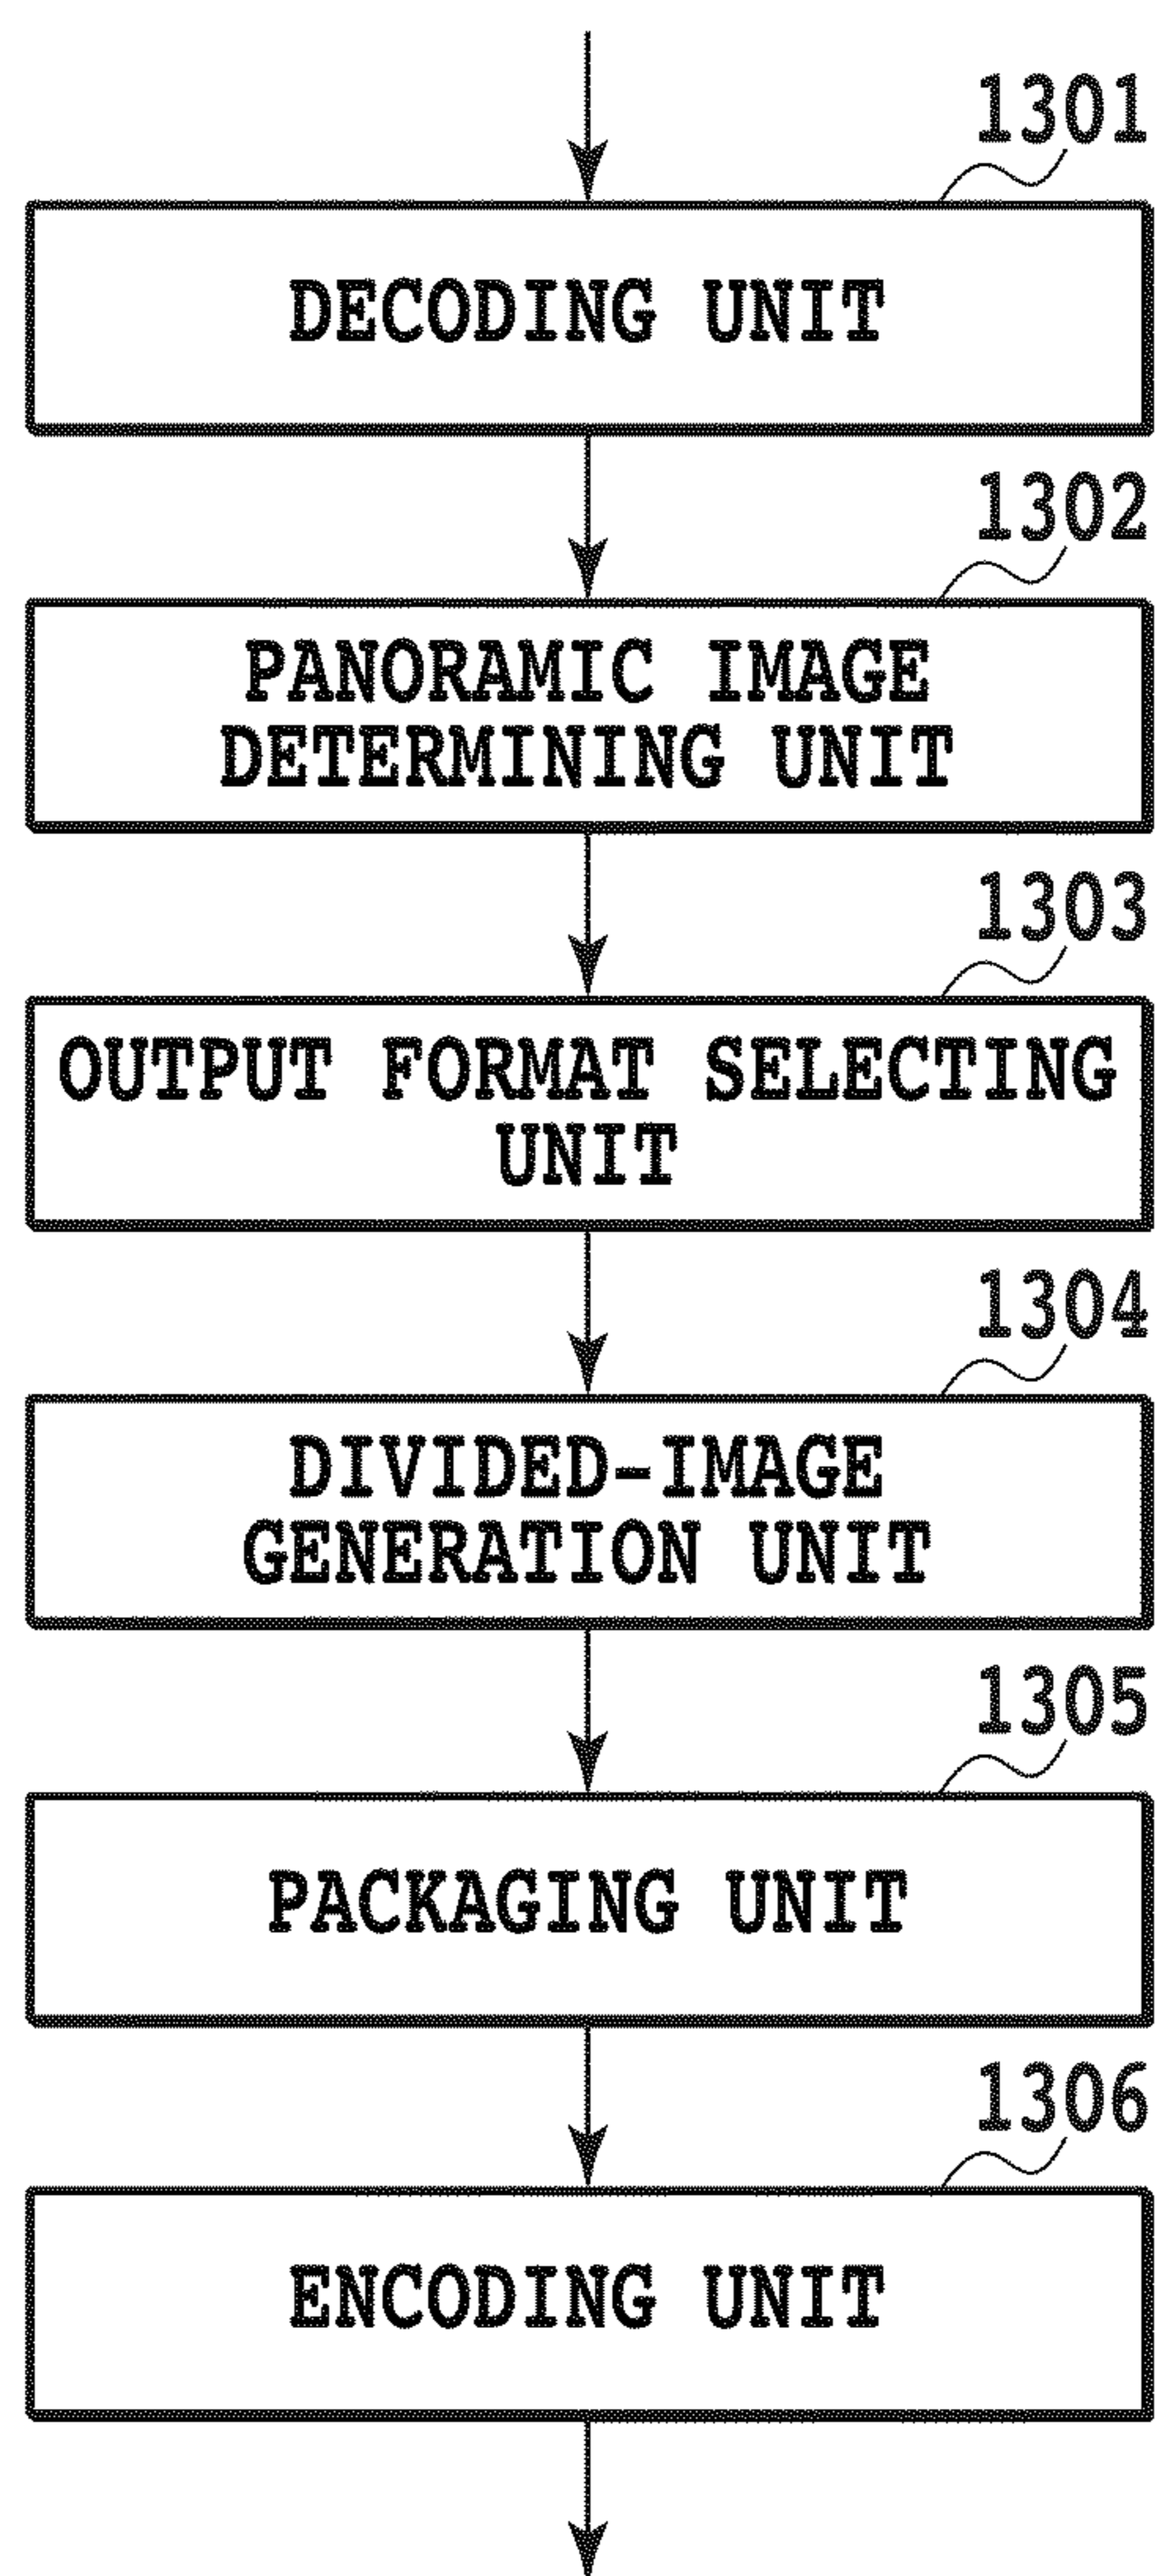 1301
DECODING UNIT
1302
PANORAMIC IMAGE
DETERMINING UNIT
1303
OUTPUT FORMAT SELECTING
UNIT
1304
DIVIDED-IMAGE
GENERATION UNIT
1305
PACKAGING UNIT
1306
ENCODING UNIT